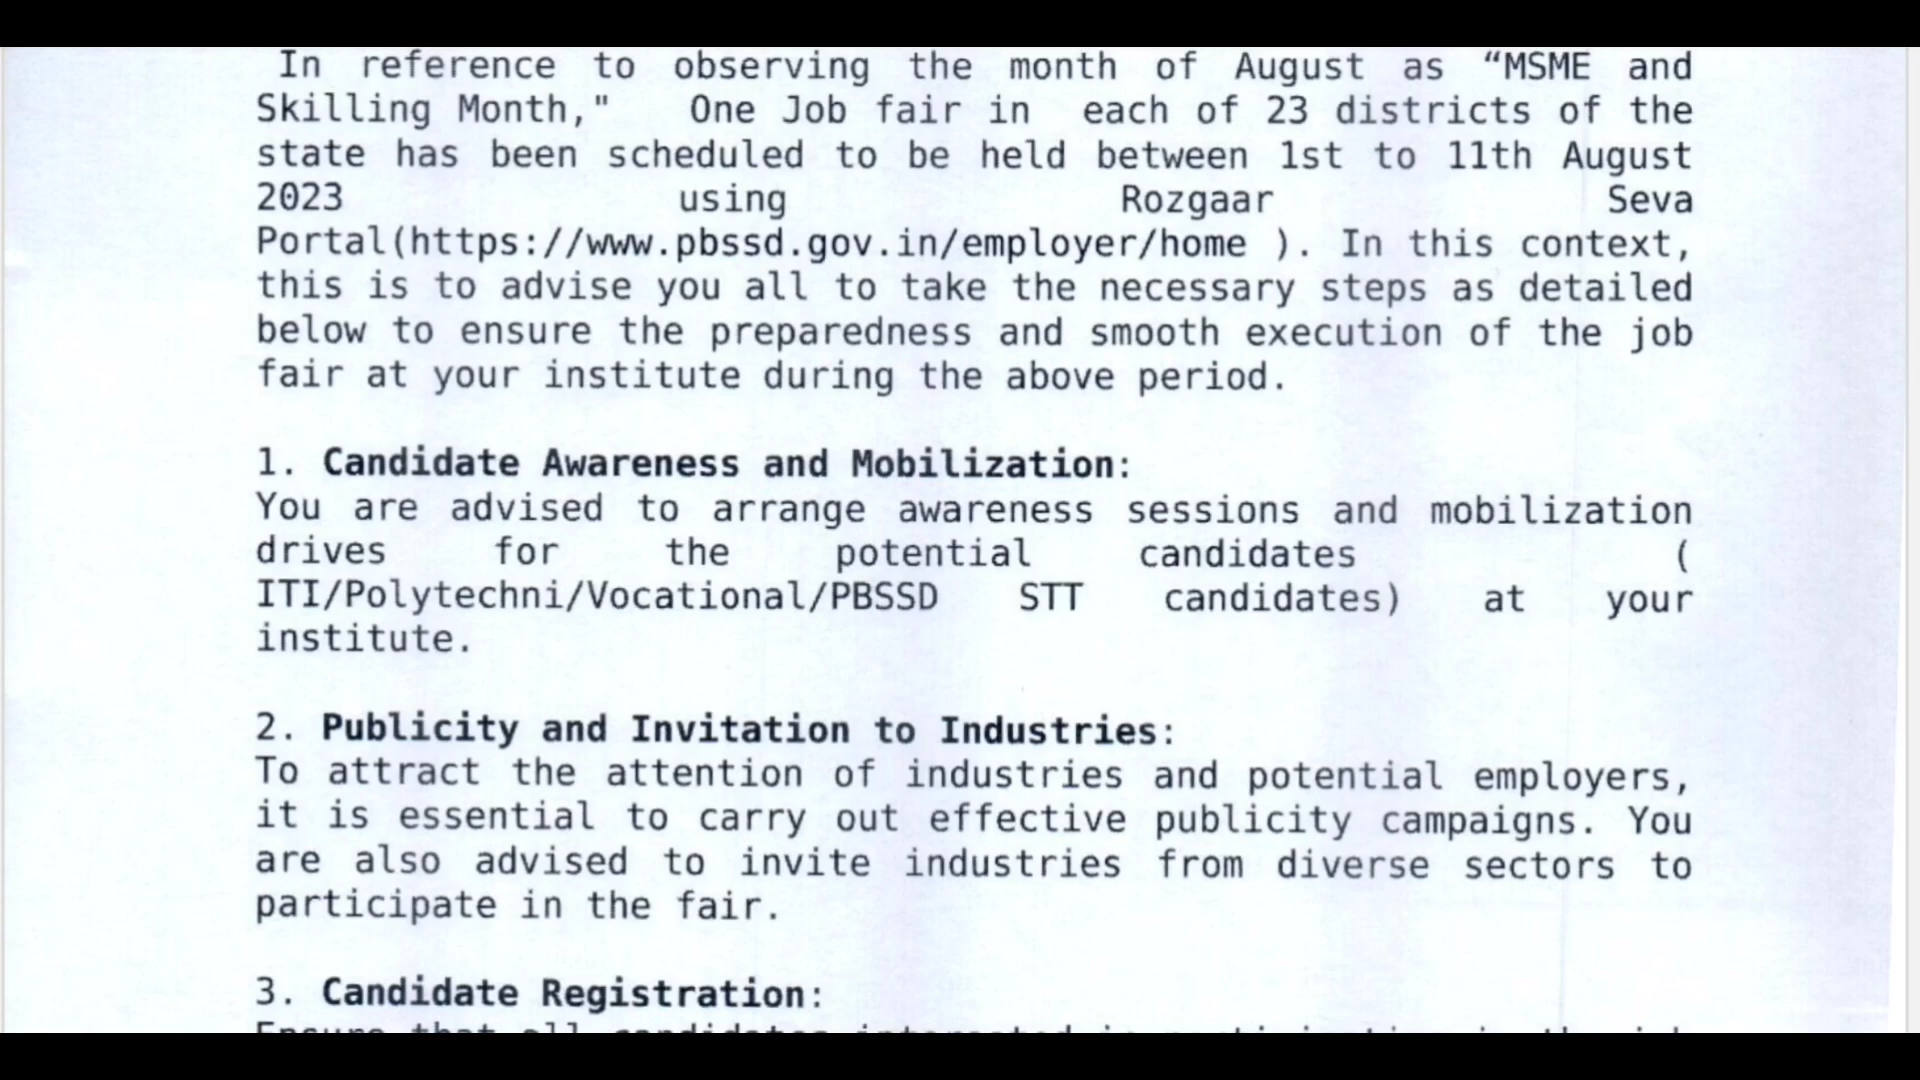 In reference to observing the month of August as “MSME and
Skilling Month," One Job fair in each of 23 districts of the
state has been scheduled to be held between 1st to 11th August
2023 using Rozgaar Seva
Portal(https://www.pbssd.gov.in/employer/home ). In this context,
this is to advise you all to take the necessary steps as detailed
below to ensure the preparedness and smooth execution of the job
fair at your institute during the above period.
1. Candidate Awareness and Mobilization:
You are advised to arrange awareness sessions and mobilization
drives for the potential candidates (
ITI/Polytechni/Vocational/PBSSD STT candidates) at your
institute.
2. Publicity and Invitation to Industries:
To attract the attention of industries and potential employers,
it is essential to carry out effective publicity campaigns. You
are also advised to invite industries from diverse sectors to
participate in the fair.
3. Candidate Registration: